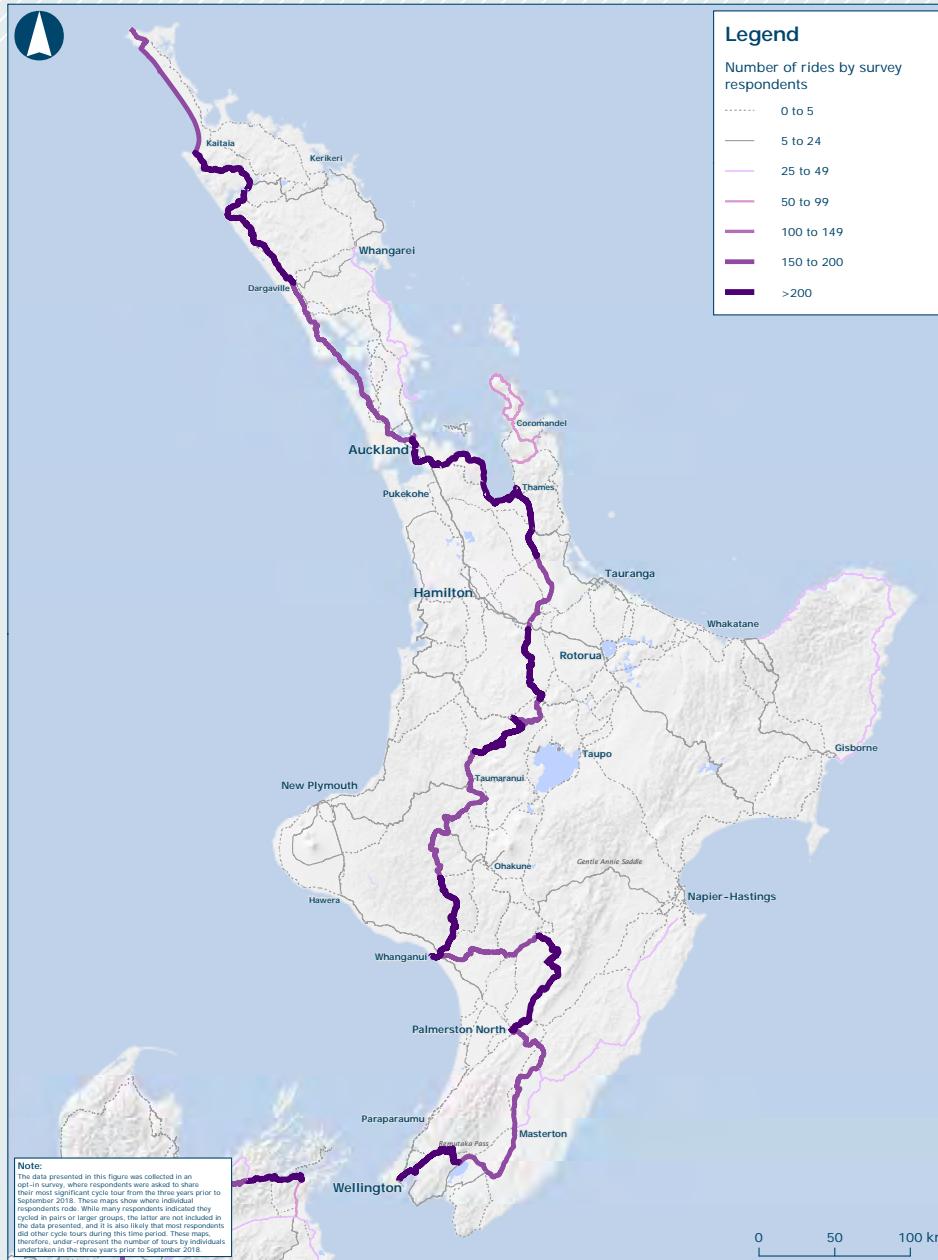 Legend
Number of rides by survey
respondents
0 to 5
5 to 24
25 to 49
50 to 99
100 to 149
150 to 200
>200
Kaitaia
Kerikeri
Whangarei
Dargaville
Coromandel
Auckland
Thames
Pukekohe
Tauranga
Hamilton
Whakatane
Rotorua
Gisborne
Taupo
Taumaranui
New Plymouth
Gentle Annie Saddle
Ohakune
Napier-Hastings
Hawera
Whanganui
Palmerston North
Paraparaumu
Masterton
Remutaka Pass
Wellington
Note:
The data presented in this figure was collected in an
opt-in survey, where respondents were asked to share
their most significant cycle tour from the three years prior to
September 2018. These maps show where individual
respondents rode. While many respondents indicated they
cycled in pairs or larger groups, the latter are not included in
the data presented, and it is also likely that most respondents
did other cycle tours during this time period. These maps,
therefore, under-represent the number of tours by individuals
undertaken in the three years prior to September 2018.
0 50 100 km